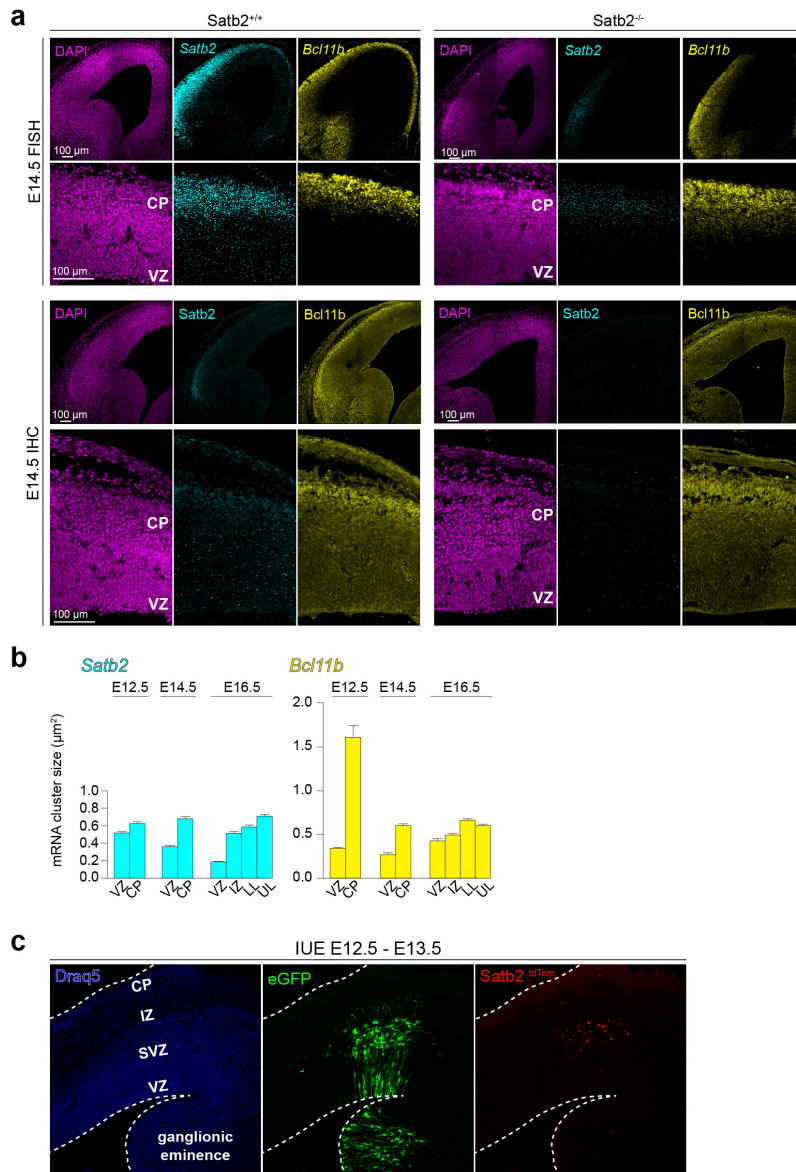 a
Satb2+/+
Satb2-/-
E14.5 FISH
DAPI
Satb2
Bcl11b
DAPI
Satb2
Bcl11b
100 µm
100 µm
CP
VZ
100 µm
CP
VZ
E14.5 IHC
DAPI
Satb2
Bcl11b
DAPI
Satb2
Bcl11b
100 µm
100 µm
CP
VZ
100 µm
CP
VZ
b
Satb2
Bcl11b
E12.5 E14.5 E16.5
E12.5 E14.5 E16.5
mRNA cluster size (µm²)
1.0
0.8
0.6
0.4
0.2
0.0
VZ CP VZ CP VZ IZ LL UL
2.0
1.5
1.0
0.5
0.0
VZ CP VZ CP VZ IZ LL UL
c
IUE E12.5 - E13.5
Draq5
CP
IZ
SVZ
VZ
ganglionic
eminence
eGFP
Satb2 tdTom